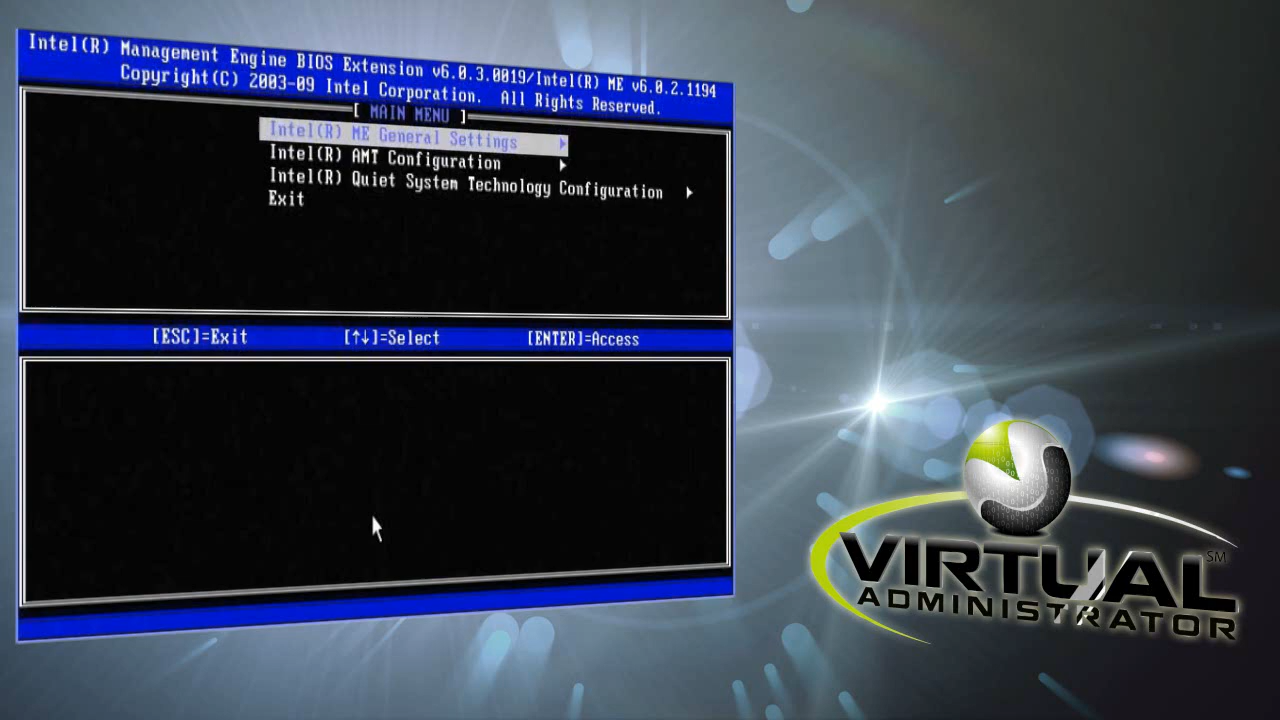 Intel(R) Management Engine BIOS Extension v6.0.3.0019/Intel(R) ME v6.0.2.1194
Copyright(C) 2003-09 Intel Corporation. All Rights Reserved.
[ MAIN MENU ]
Intel(R) ME General Settings
Intel(R) AMT Configuration
Intel(R) Quiet System Technology Configuration
Exit
[ESC]=Exit [↑↓]=Select [ENTER]=Access
VIRTUAL SM
ADMINISTRATOR